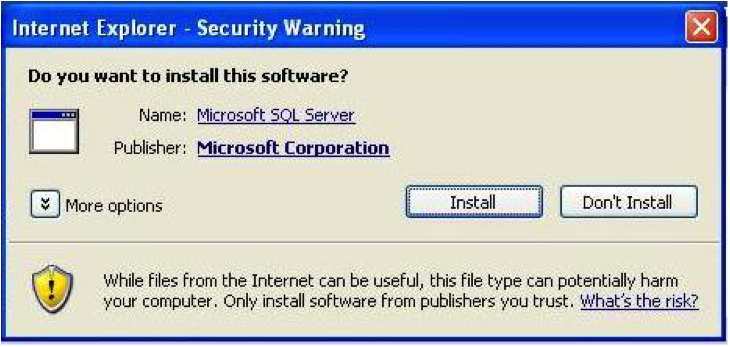 Internet Explorer - Security Warning
Do you want to install this software?
Name: Microsoft SQL Server
Publisher: Microsoft Corporation
More options
Install
Don't Install
While files from the Internet can be useful, this file type can potentially harm
your computer. Only install software from publishers you trust. What's the risk?